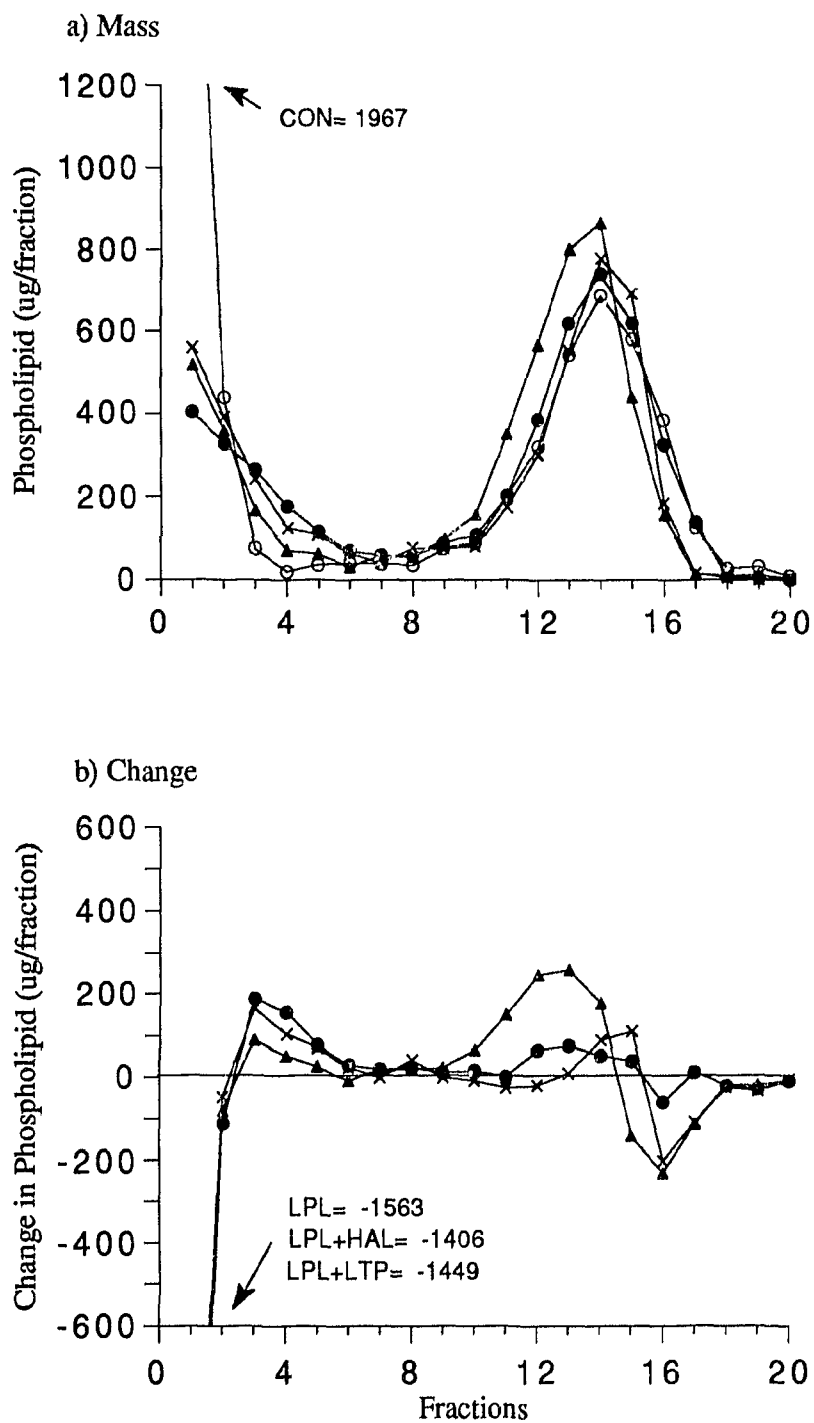 a) Mass
1200
1000
800
600
400
200
0
Phospholipid (ug/fraction)
CON= 1967
0 4 8 12 16 20
b) Change
600
400
200
0
-200
-400
-600
Change in Phospholipid (ug/fraction)
LPL= -1563
LPL+HAL= -1406
LPL+LTP= -1449
0 4 8 12 16 20
Fractions